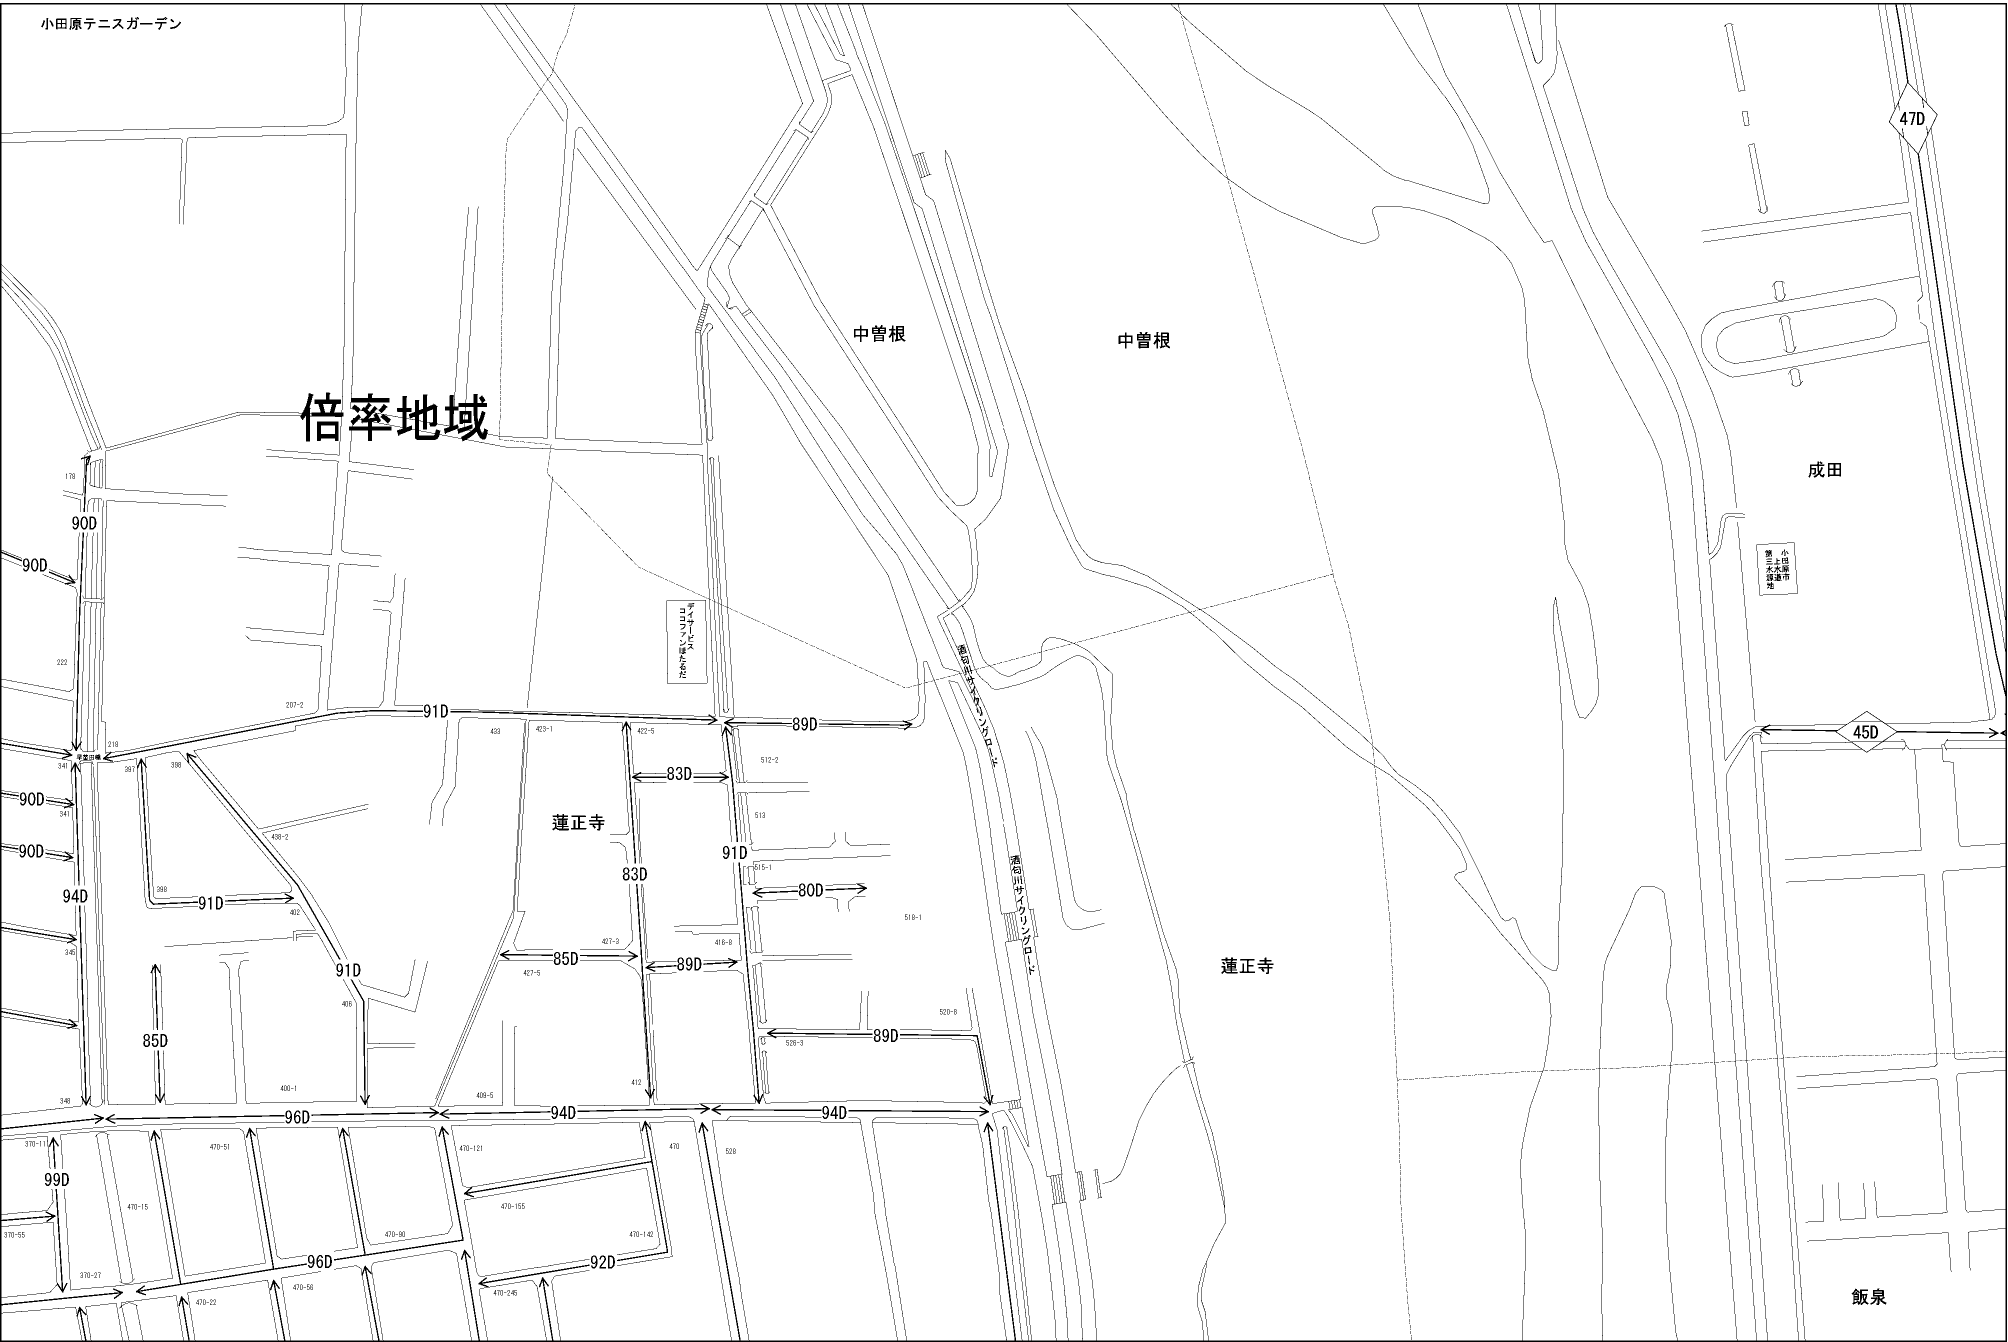 小田原テニスガーデン
47D
中曽根
中曽根
倍率地域
成田
178
90D
90D
小田原市
上水道
第三水源地
デイサービス
ココファンほたるだ
222
酒匂川サイクリングロード
207-2
91D
89D
45D
433
423-1
422-5
218
341
397
398
512-2
83D
90D
341
513
蓮正寺
438-2
90D
91D
515-1
83D
80D
酒匂川サイクリングロード
94D
398
91D
402
518-1
427-3
416-8
345
85D
89D
蓮正寺
91D
427-5
406
520-8
85D
89D
526-3
400-1
412
409-5
348
96D
94D
94D
370-11
470-51
470-121
470
528
99D
470-15
470-155
370-55
470-90
470-142
96D
92D
370-27
470-56
470-22
470-245
飯泉